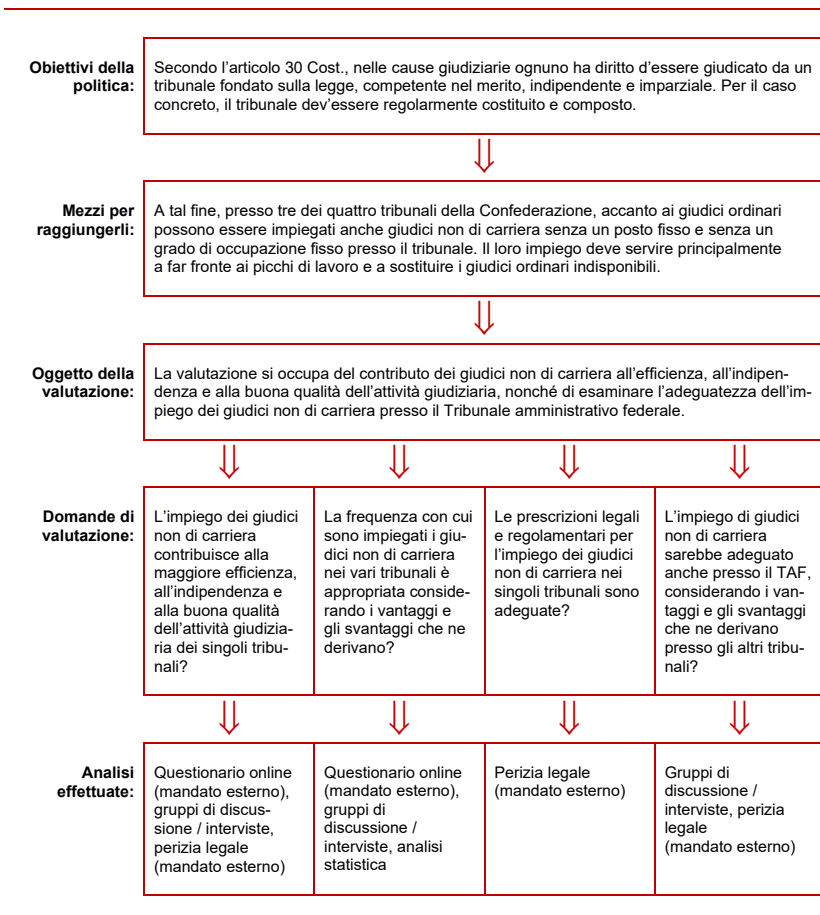 Obiettivi della
politica:
Secondo l’articolo 30 Cost., nelle cause giudiziarie ognuno ha diritto d’essere giudicato da un
tribunale fondato sulla legge, competente nel merito, indipendente e imparziale. Per il caso
concreto, il tribunale dev’essere regolarmente costituito e composto.
⇓
Mezzi per
raggiungerli:
A tal fine, presso tre dei quattro tribunali della Confederazione, accanto ai giudici ordinari
possono essere impiegati anche giudici non di carriera senza un posto fisso e senza un
grado di occupazione fisso presso il tribunale. Il loro impiego deve servire principalmente
a far fronte ai picchi di lavoro e a sostituire i giudici ordinari indisponibili.
⇓
Oggetto della
valutazione:
La valutazione si occupa del contributo dei giudici non di carriera all’efficienza, all’indipen-
denza e alla buona qualità dell’attività giudiziaria, nonché di esaminare l’adeguatezza dell’im-
piego dei giudici non di carriera presso il Tribunale amministrativo federale.
⇓ ⇓ ⇓ ⇓
Domande di
valutazione:
L’impiego dei giudici
non di carriera
contribuisce alla
maggiore efficienza,
all’indipendenza e
alla buona qualità
dell’attività giudizia-
ria dei singoli tribu-
nali?
La frequenza con cui
sono impiegati i giu-
dici non di carriera
nei vari tribunali è
appropriata conside-
rando i vantaggi e
gli svantaggi che ne
derivano?
Le prescrizioni legali
e regolamentari per
l’impiego dei giudici
non di carriera nei
singoli tribunali sono
adeguate?
L’impiego di giudici
non di carriera
sarebbe adeguato
anche presso il TAF,
considerando i van-
taggi e gli svantaggi
che ne derivano
presso gli altri tribu-
nali?
⇓ ⇓ ⇓ ⇓
Analisi
effettuate:
Questionario online
(mandato esterno),
gruppi di discus-
sione / interviste,
perizia legale
(mandato esterno)
Questionario online
(mandato esterno),
gruppi di
discussione /
interviste, analisi
statistica
Perizia legale
(mandato esterno)
Gruppi di
discussione /
interviste, perizia
legale
(mandato esterno)